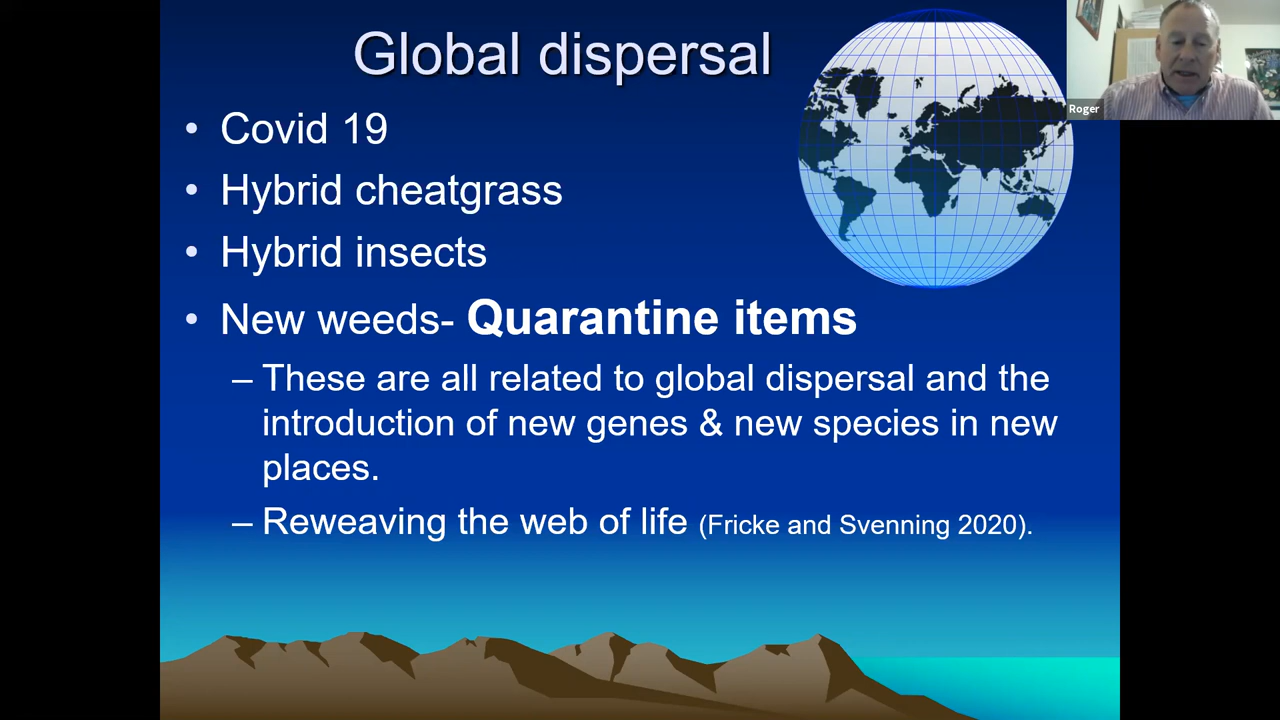 Global dispersal
Roger
• Covid 19
• Hybrid cheatgrass
• Hybrid insects
• New weeds- Quarantine items
– These are all related to global dispersal and the
introduction of new genes & new species in new
places.
– Reweaving the web of life (Fricke and Svenning 2020).